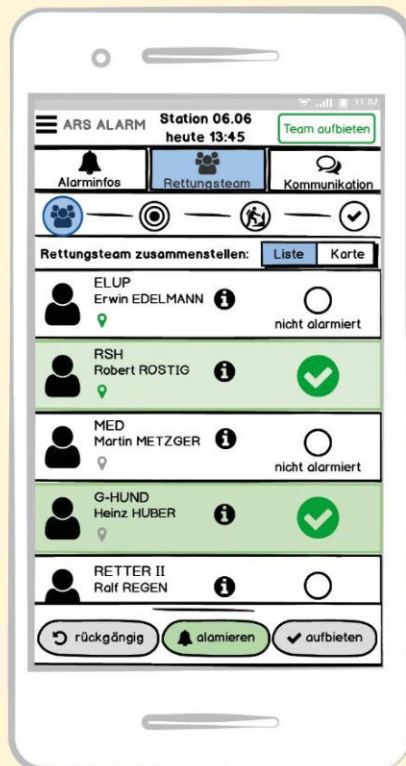 11:10
ARS ALARM
Station 06.06
heute 13:45
Team aufbieten
Alarminfos
Rettungsteam
Kommunikation
Rettungsteam zusammenstellen:
Liste
Karte
ELUP
Erwin EDELMANN
nicht alarmiert
RSH
Robert ROSTIG
MED
Martin METZGER
nicht alarmiert
G-HUND
Heinz HUBER
RETTER II
Ralf REGEN
rückgängig
alamieren
aufbieten